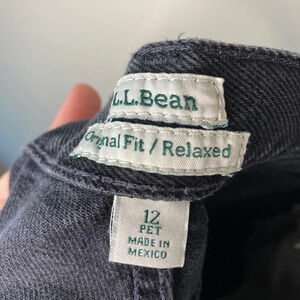 L.L.Bean
Original Fit / Relaxed
12
PET
MADE IN
MEXICO